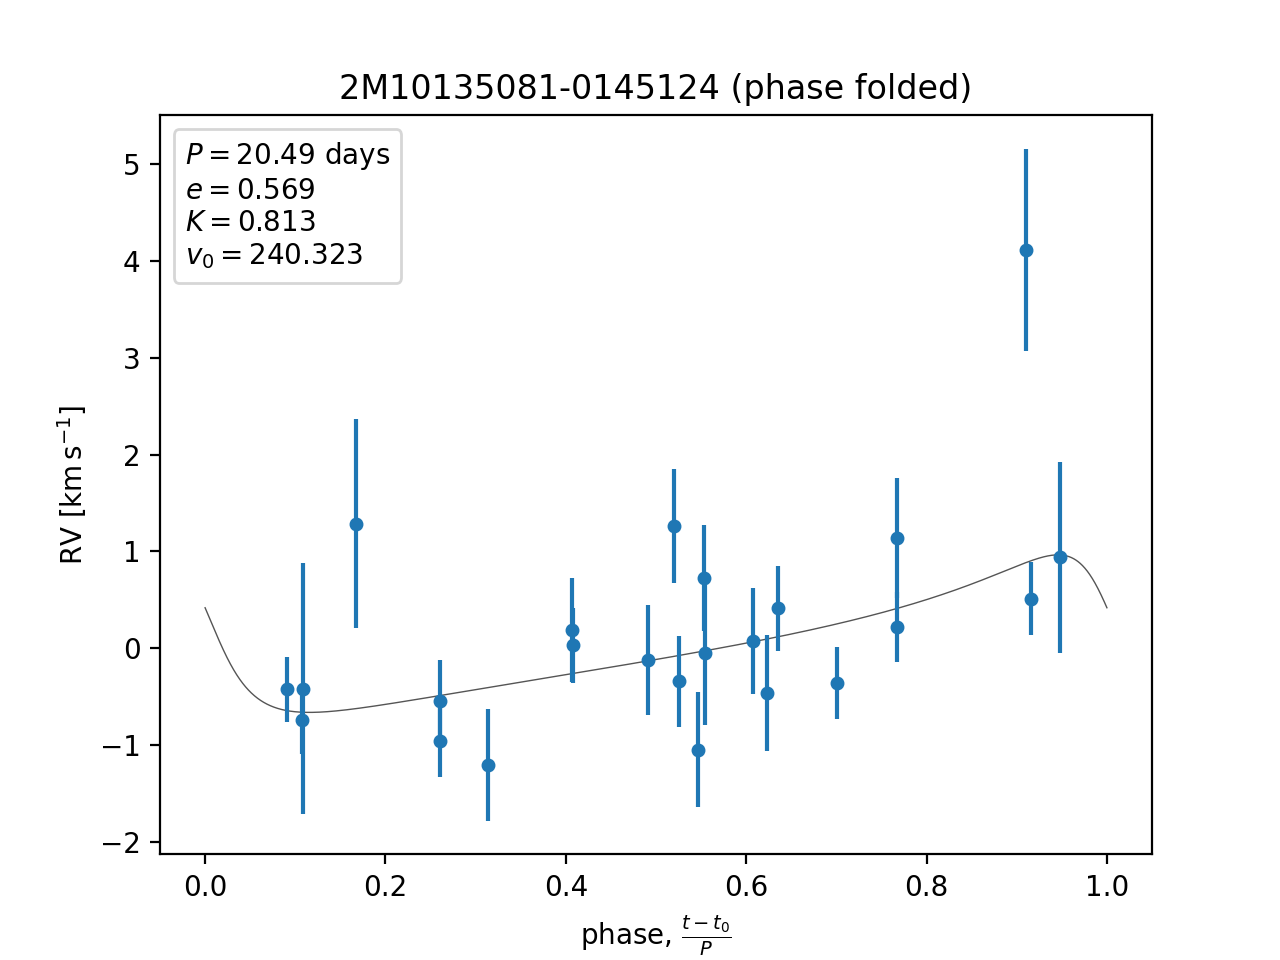 2M10135081-0145124 (phase folded)
P = 20.49 days
e = 0.569
K = 0.813
v₀ = 240.323
5
4
3
2
1
0
−1
−2
RV [km s⁻¹]
0.0 0.2 0.4 0.6 0.8 1.0
phase, (t − t₀)/P